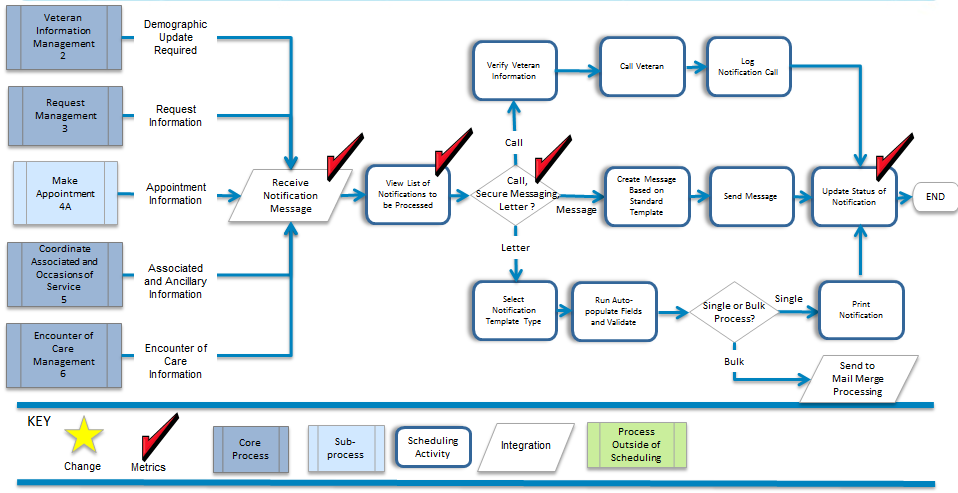 Veteran
Information
Management
2
Demographic
Update
Required
Request
Management
3
Request
Information
Make
Appointment
4A
Appointment
Information
Coordinate
Associated and
Occasions of
Service
5
Associated
and Ancillary
Information
Encounter of
Care
Management
6
Encounter of
Care
Information
Receive
Notification
Message
View List of
Notifications to
be Processed
Call,
Secure Messaging,
Letter ?
Call
Verify Veteran
Information
Call Veteran
Log
Notification Call
Message
Create Message
Based on
Standard
Template
Send Message
Update Status of
Notification
END
Letter
Select
Notification
Template Type
Run Auto-
populate Fields
and Validate
Single or Bulk
Process?
Single
Print
Notification
Bulk
Send to
Mail Merge
Processing
KEY
Change
Metrics
Core
Process
Sub-
process
Scheduling
Activity
Integration
Process
Outside of
Scheduling